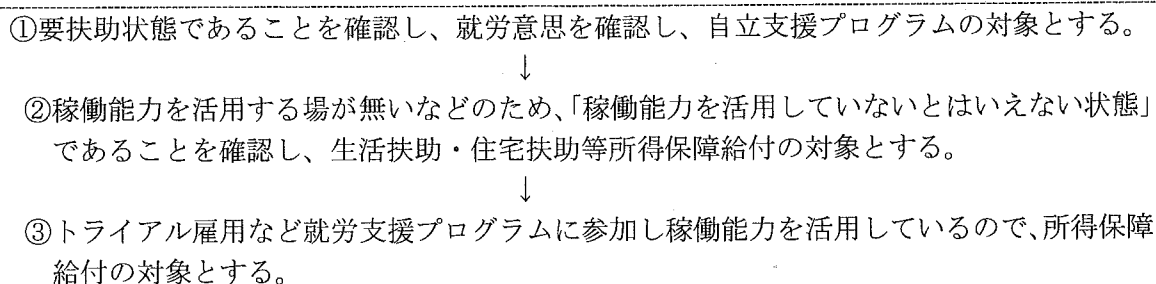 ①要扶助状態であることを確認し、就労意思を確認し、自立支援プログラムの対象とする。
↓
②稼働能力を活用する場が無いなどのため、「稼働能力を活用していないとはいえない状態」
であることを確認し、生活扶助・住宅扶助等所得保障給付の対象とする。
↓
③トライアル雇用など就労支援プログラムに参加し稼働能力を活用しているので、所得保障
給付の対象とする。